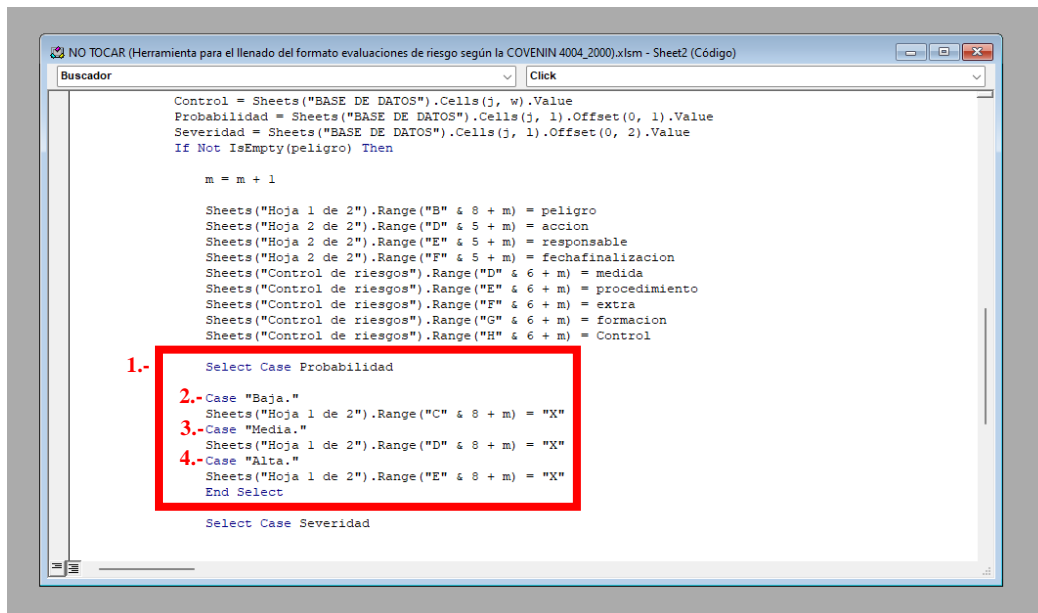 NO TOCAR (Herramienta para el llenado del formato evaluaciones de riesgo según la COVENIN 4004_2000).xlsm - Sheet2 (Código)
Buscador Click
Control = Sheets("BASE DE DATOS").Cells(j, w).Value
Probabilidad = Sheets("BASE DE DATOS").Cells(j, 1).Offset(0, 1).Value
Severidad = Sheets("BASE DE DATOS").Cells(j, 1).Offset(0, 2).Value
If Not IsEmpty(peligro) Then
m = m + 1
Sheets("Hoja 1 de 2").Range("B" & 8 + m) = peligro
Sheets("Hoja 2 de 2").Range("D" & 5 + m) = accion
Sheets("Hoja 2 de 2").Range("E" & 5 + m) = responsable
Sheets("Hoja 2 de 2").Range("F" & 5 + m) = fechafinalizacion
Sheets("Control de riesgos").Range("D" & 6 + m) = medida
Sheets("Control de riesgos").Range("E" & 6 + m) = procedimiento
Sheets("Control de riesgos").Range("F" & 6 + m) = extra
Sheets("Control de riesgos").Range("G" & 6 + m) = formacion
Sheets("Control de riesgos").Range("H" & 6 + m) = Control
1.- Select Case Probabilidad
2.- Case "Baja."
Sheets("Hoja 1 de 2").Range("C" & 8 + m) = "X"
3.- Case "Media."
Sheets("Hoja 1 de 2").Range("D" & 8 + m) = "X"
4.- Case "Alta."
Sheets("Hoja 1 de 2").Range("E" & 8 + m) = "X"
End Select
Select Case Severidad